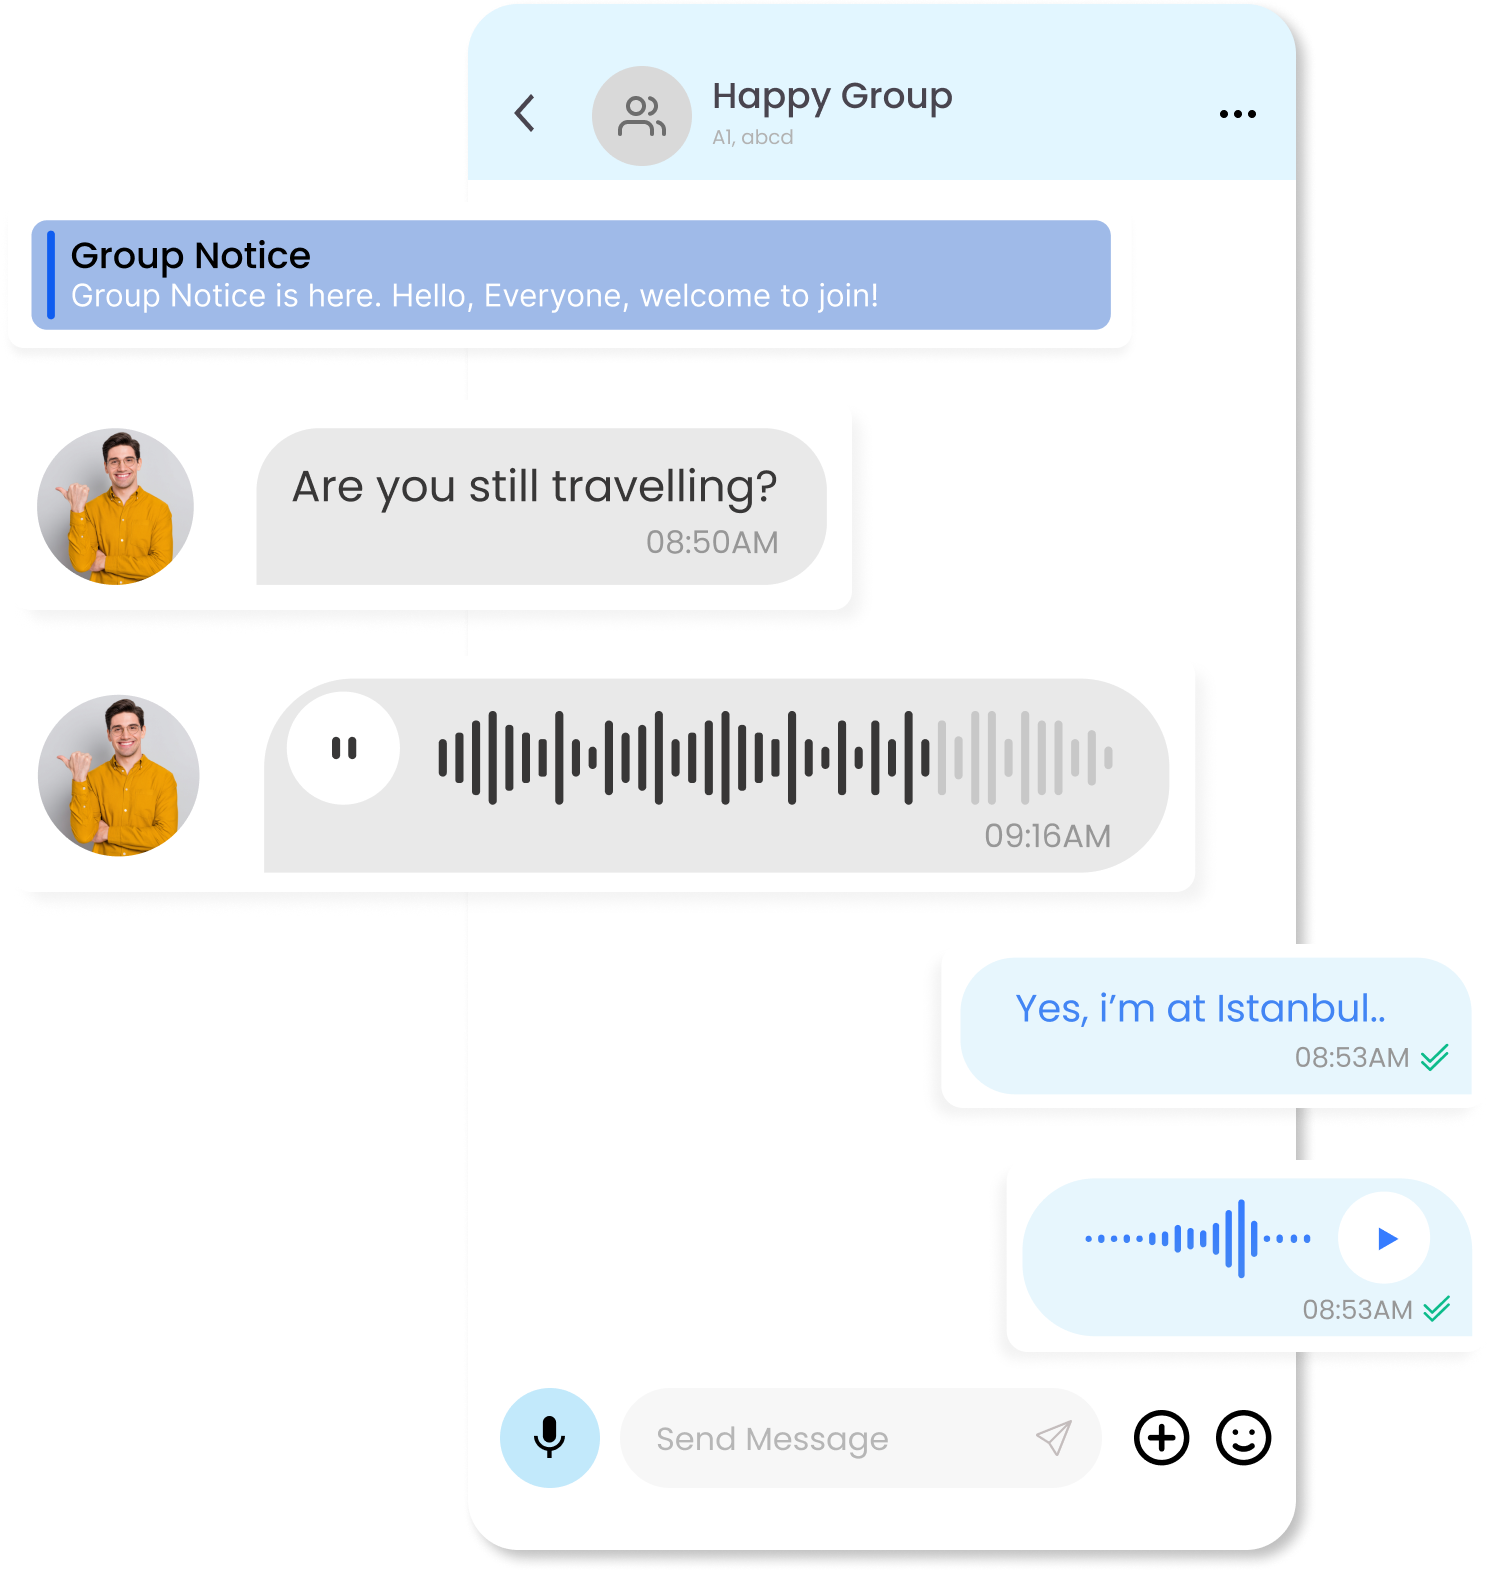 Happy Group
A1, abcd
Group Notice
Group Notice is here. Hello, Everyone, welcome to join!
Are you still travelling?
08:50AM
09:16AM
Yes, i’m at Istanbul..
08:53AM
08:53AM
Send Message